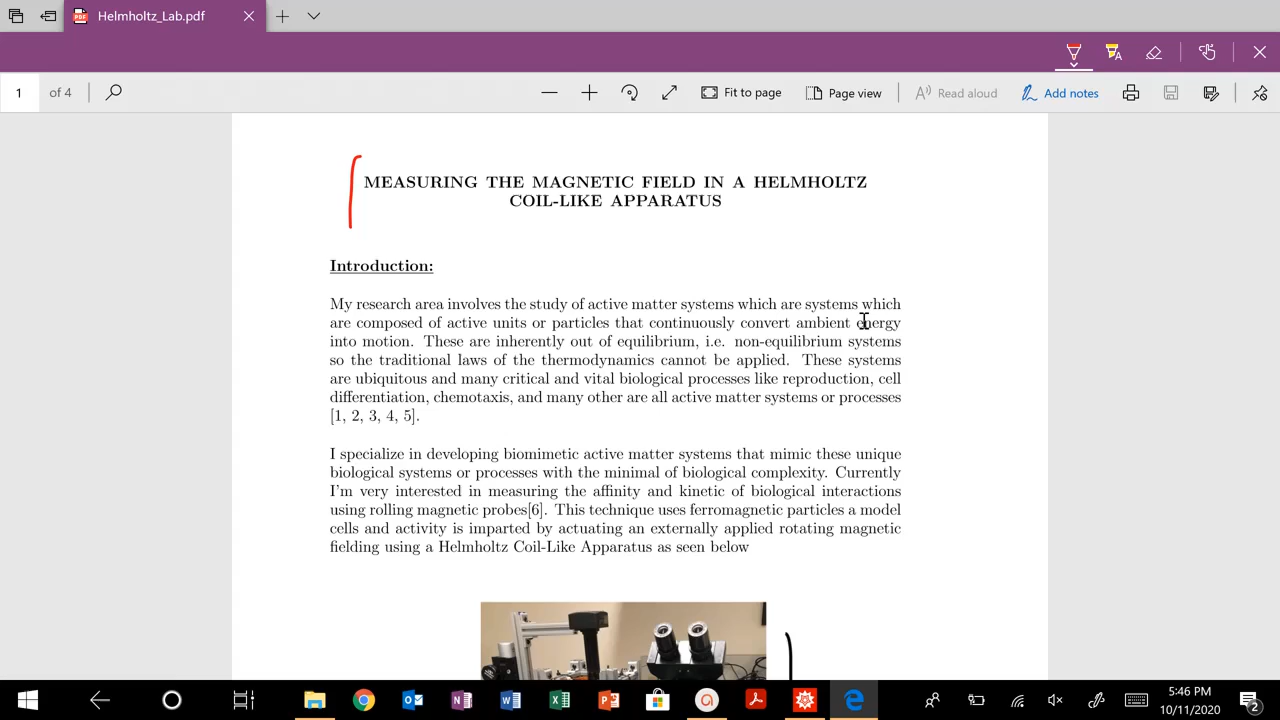 Helmholtz_Lab.pdf
1 of 4
Fit to page
Page view
Read aloud
Add notes
MEASURING THE MAGNETIC FIELD IN A HELMHOLTZ
COIL-LIKE APPARATUS
Introduction:
My research area involves the study of active matter systems which are systems which
are composed of active units or particles that continuously convert ambient energy
into motion. These are inherently out of equilibrium, i.e. non-equilibrium systems
so the traditional laws of the thermodynamics cannot be applied. These systems
are ubiquitous and many critical and vital biological processes like reproduction, cell
differentiation, chemotaxis, and many other are all active matter systems or processes
[1, 2, 3, 4, 5].
I specialize in developing biomimetic active matter systems that mimic these unique
biological systems or processes with the minimal of biological complexity. Currently
I'm very interested in measuring the affinity and kinetic of biological interactions
using rolling magnetic probes[6]. This technique uses ferromagnetic particles a model
cells and activity is imparted by actuating an externally applied rotating magnetic
fielding using a Helmholtz Coil-Like Apparatus as seen below
5:46 PM
10/11/2020
2